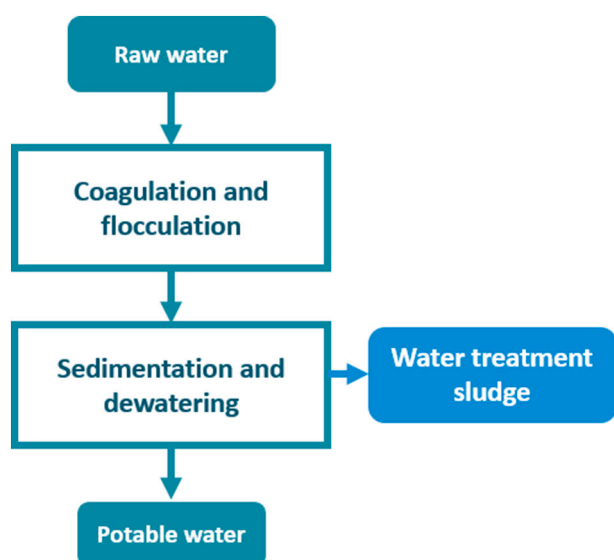 Raw water
Coagulation and
flocculation
Sedimentation and
dewatering
Water treatment
sludge
Potable water